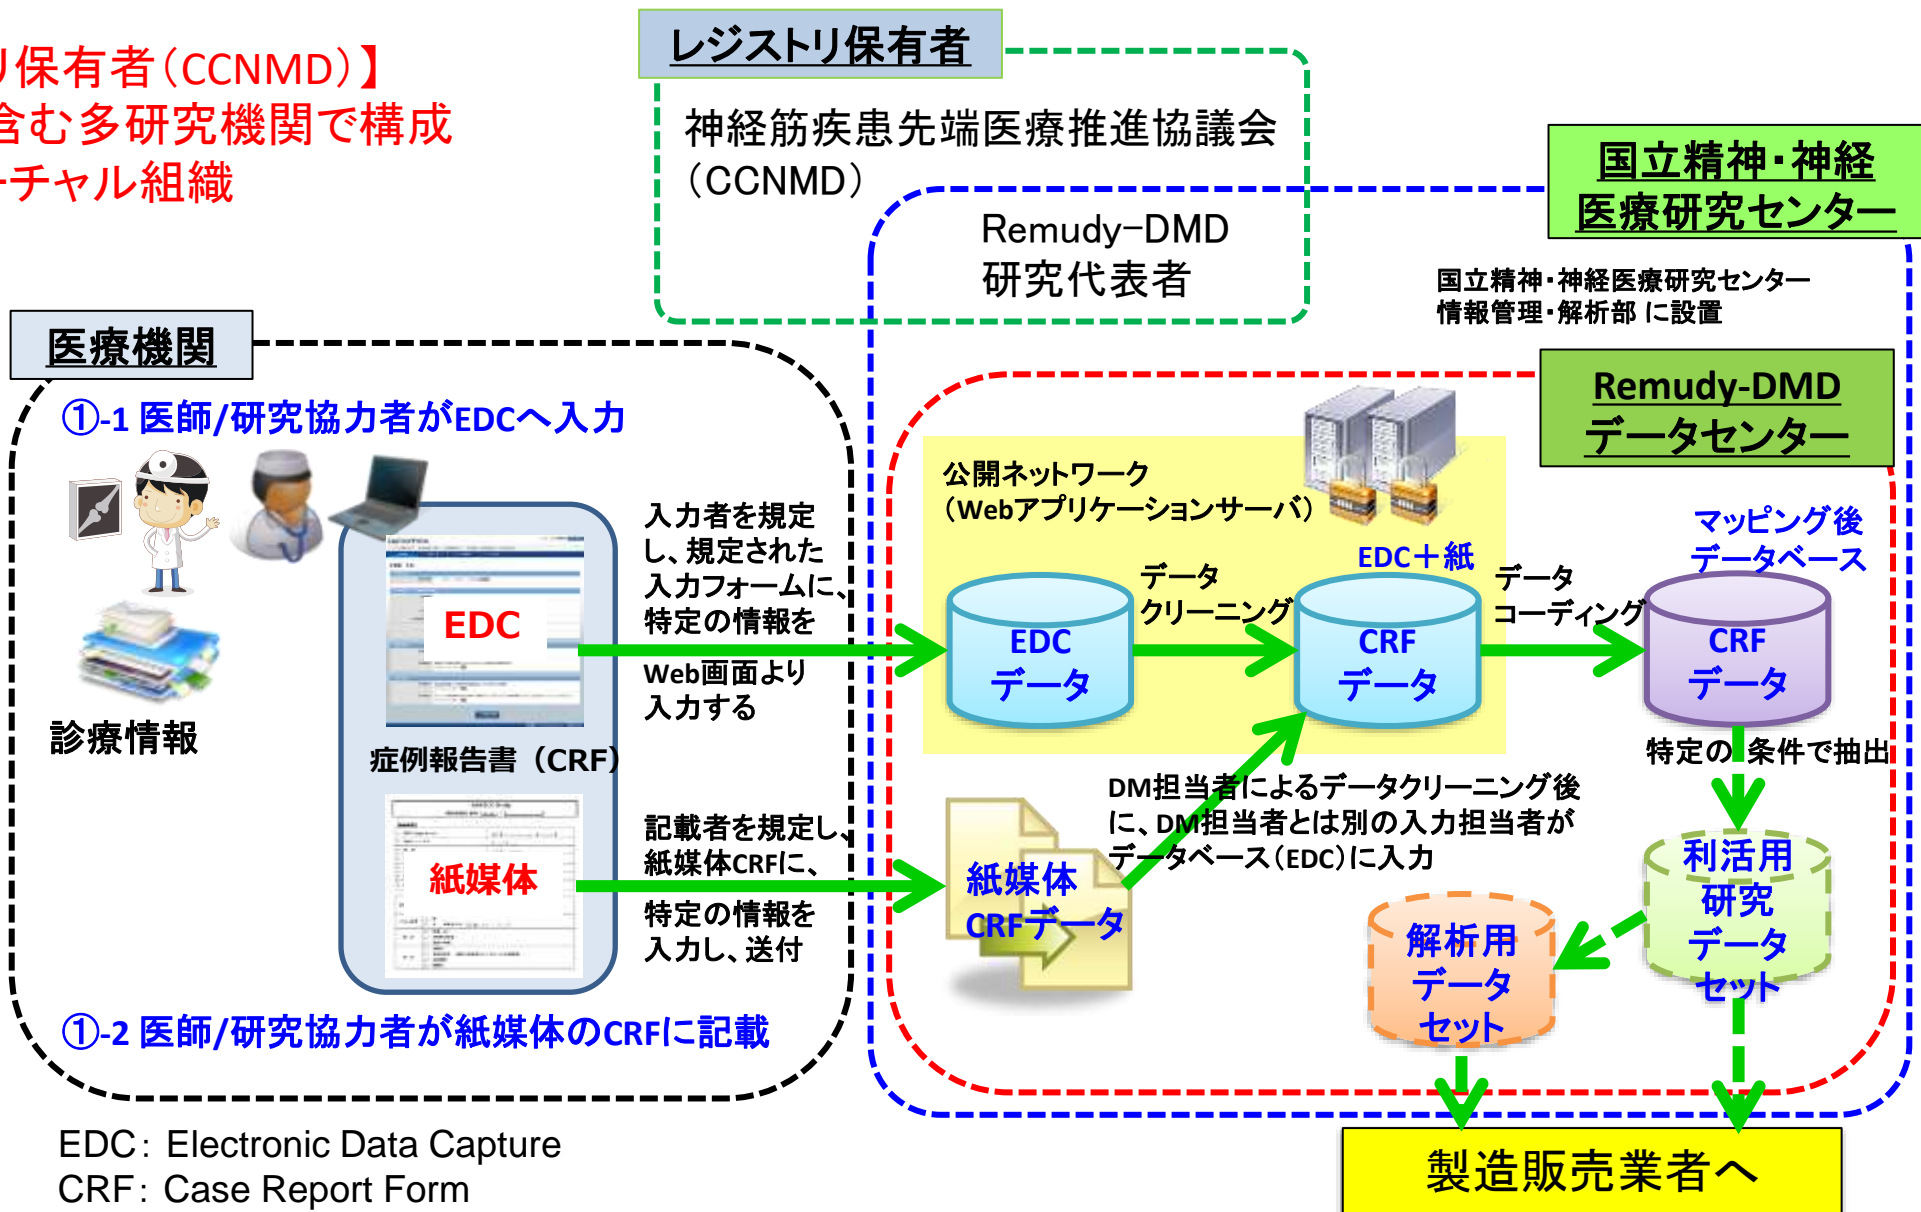 リ保有者（CCNMD）】
含む多研究機関で構成
ーチャル組織
レジストリ保有者
神経筋疾患先端医療推進協議会
（CCNMD）
Remudy−DMD
研究代表者
国立精神・神経
医療研究センター
国立精神・神経医療研究センター
情報管理・解析部 に設置
医療機関
①-1 医師/研究協力者がEDCへ入力
診療情報
EDC
症例報告書（CRF）
紙媒体
①-2 医師/研究協力者が紙媒体のCRFに記載
入力者を規定
し、規定された
入力フォームに、
特定の情報を
Web画面より
入力する
記載者を規定し、
紙媒体CRFに、
特定の情報を
入力し、送付
Remudy-DMD
データセンター
公開ネットワーク
（Webアプリケーションサーバ）
EDC
データ
データ
クリーニング
EDC＋紙
CRF
データ
データ
コーディング
マッピング後
データベース
CRF
データ
特定の 条件で抽出
紙媒体
CRFデータ
DM担当者によるデータクリーニング後
に、DM担当者とは別の入力担当者が
データベース（EDC）に入力
利活用
研究
データ
セット
解析用
データ
セット
製造販売業者へ
EDC： Electronic Data Capture
CRF： Case Report Form